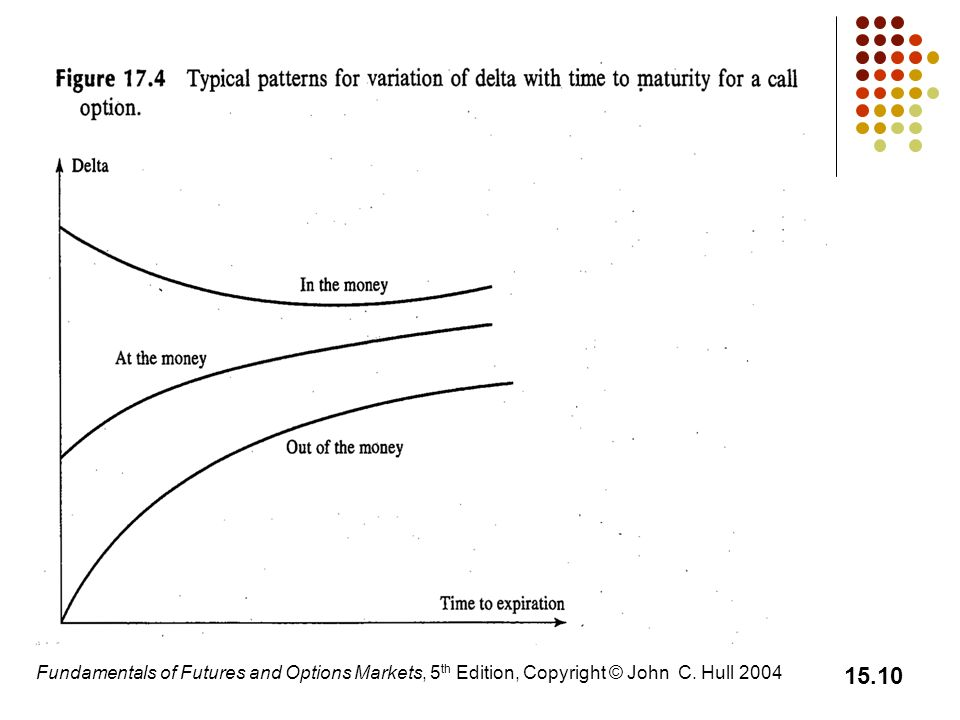 Figure 17.4 Typical patterns for variation of delta with time to maturity for a call
option.
Delta
In the money
At the money
Out of the money
Time to expiration
Fundamentals of Futures and Options Markets, 5th Edition, Copyright © John C. Hull 2004
15.10